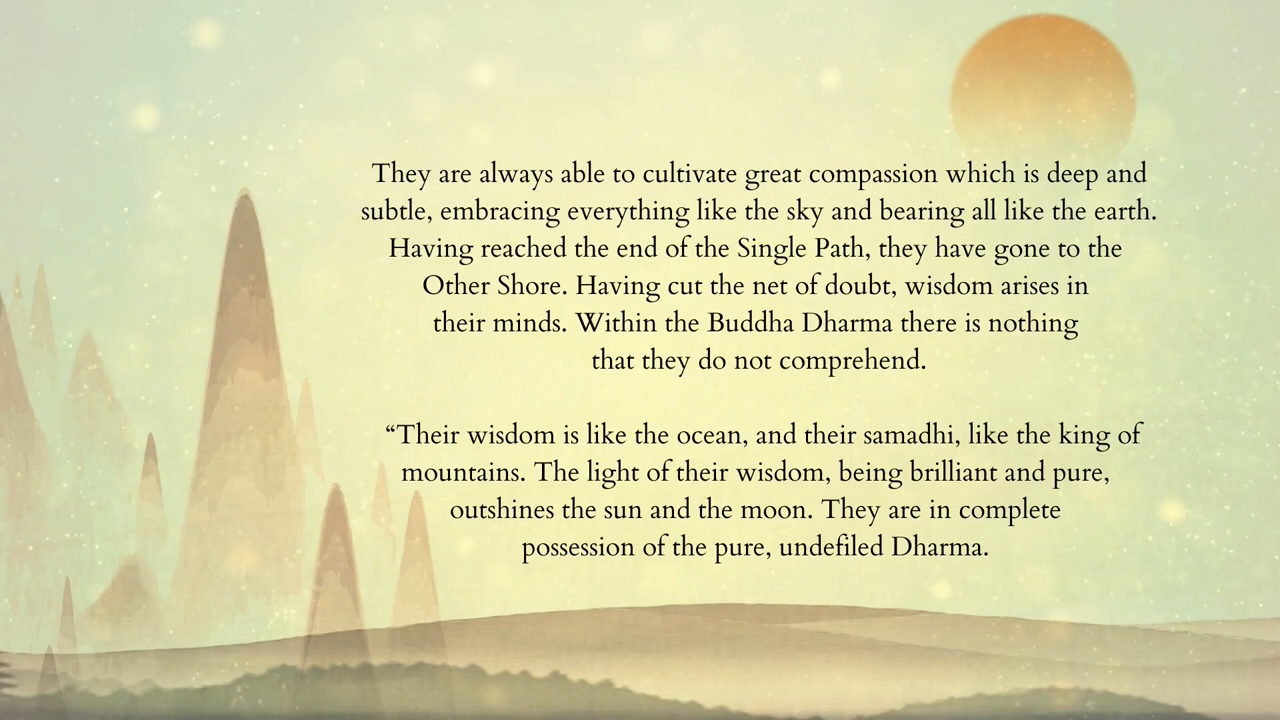 They are always able to cultivate great compassion which is deep and
subtle, embracing everything like the sky and bearing all like the earth.
Having reached the end of the Single Path, they have gone to the
Other Shore. Having cut the net of doubt, wisdom arises in
their minds. Within the Buddha Dharma there is nothing
that they do not comprehend.
“Their wisdom is like the ocean, and their samadhi, like the king of
mountains. The light of their wisdom, being brilliant and pure,
outshines the sun and the moon. They are in complete
possession of the pure, undefiled Dharma.